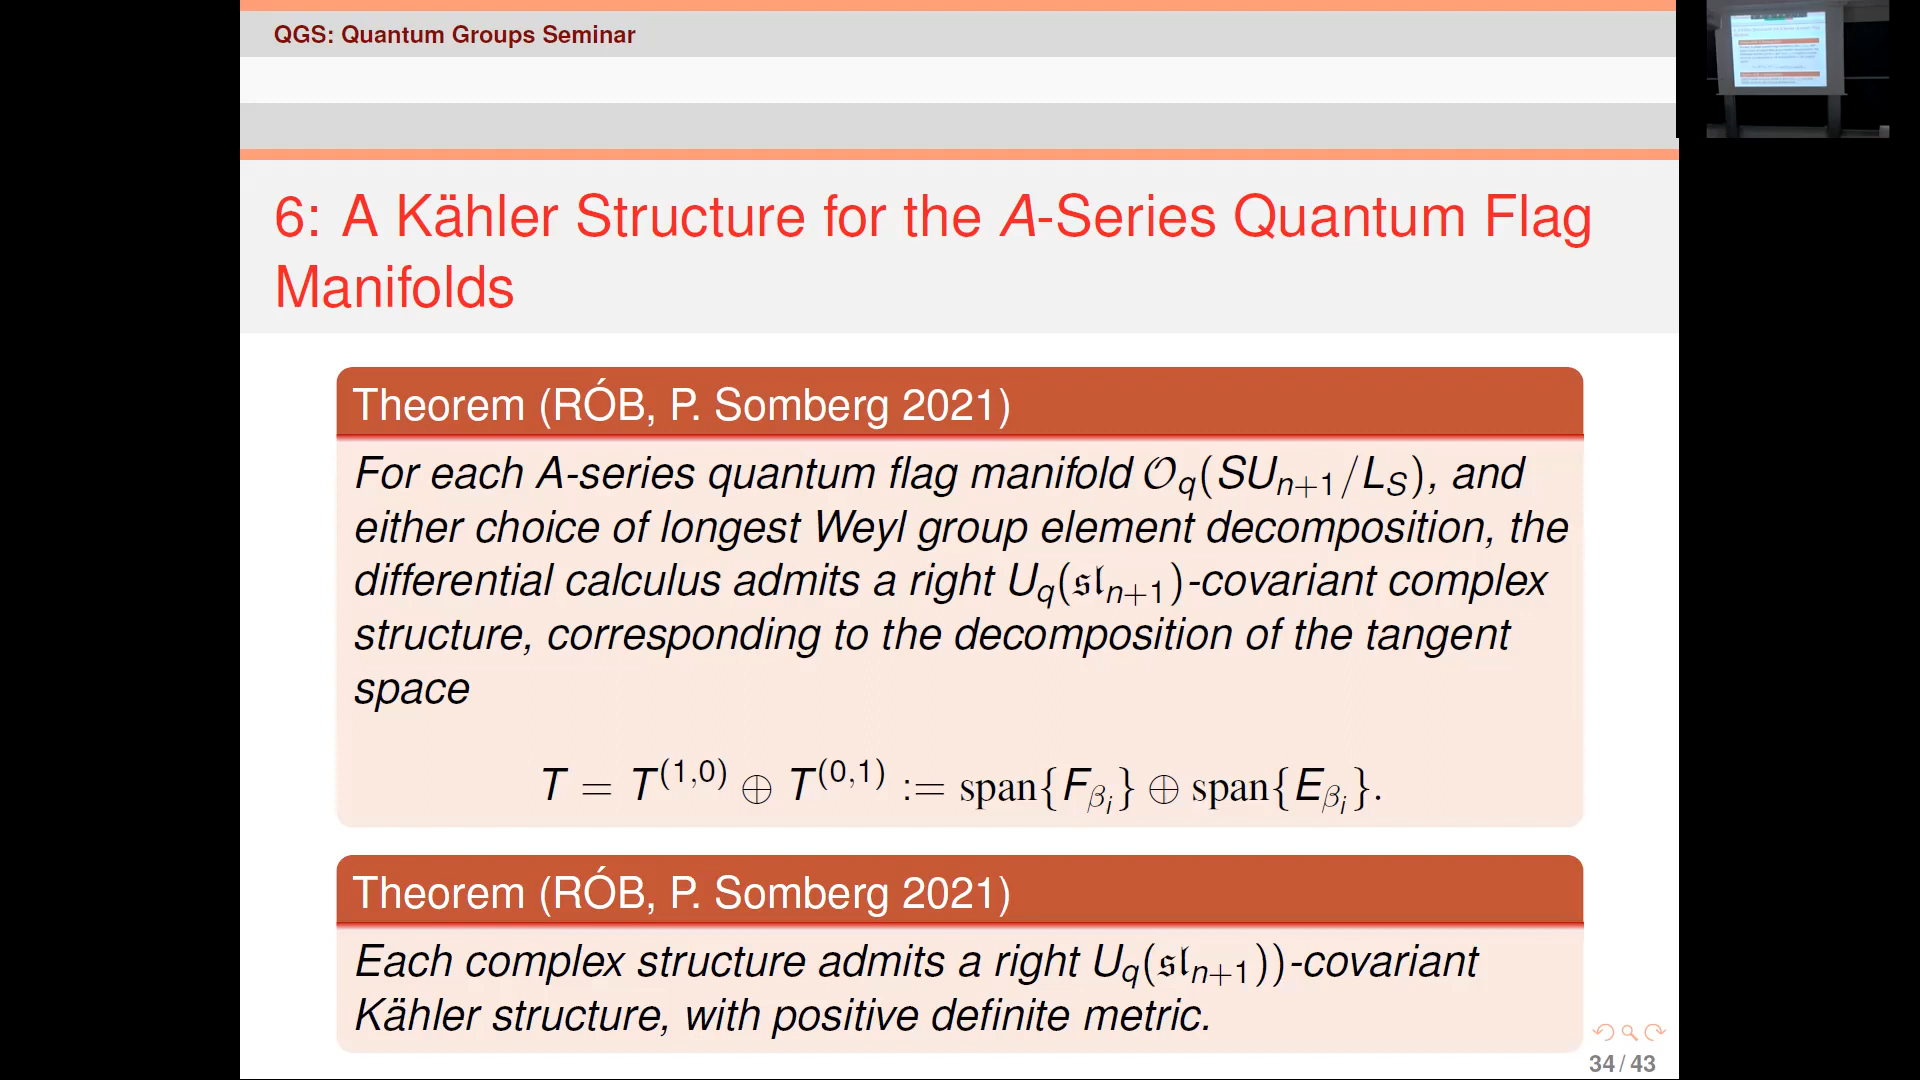 QGS: Quantum Groups Seminar
6: A Kähler Structure for the A-Series Quantum Flag
Manifolds
Theorem (RÓB, P. Somberg 2021)
For each A-series quantum flag manifold 𝒪_q(SU_{n+1}/L_S), and
either choice of longest Weyl group element decomposition, the
differential calculus admits a right U_q(𝔰𝔩_{n+1})-covariant complex
structure, corresponding to the decomposition of the tangent
space
T = T^{(1,0)} ⊕ T^{(0,1)} := span{F_{β_i}} ⊕ span{E_{β_i}}.
Theorem (RÓB, P. Somberg 2021)
Each complex structure admits a right U_q(𝔰𝔩_{n+1}))-covariant
Kähler structure, with positive definite metric.
34 / 43